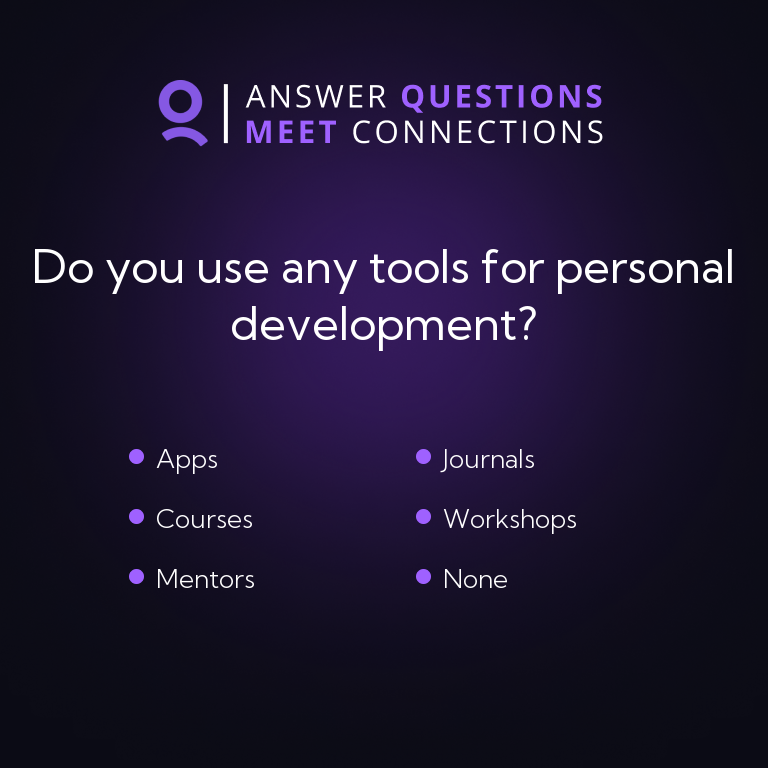 ANSWER QUESTIONS
MEET CONNECTIONS
Do you use any tools for personal
development?
Apps
Journals
Courses
Workshops
Mentors
None